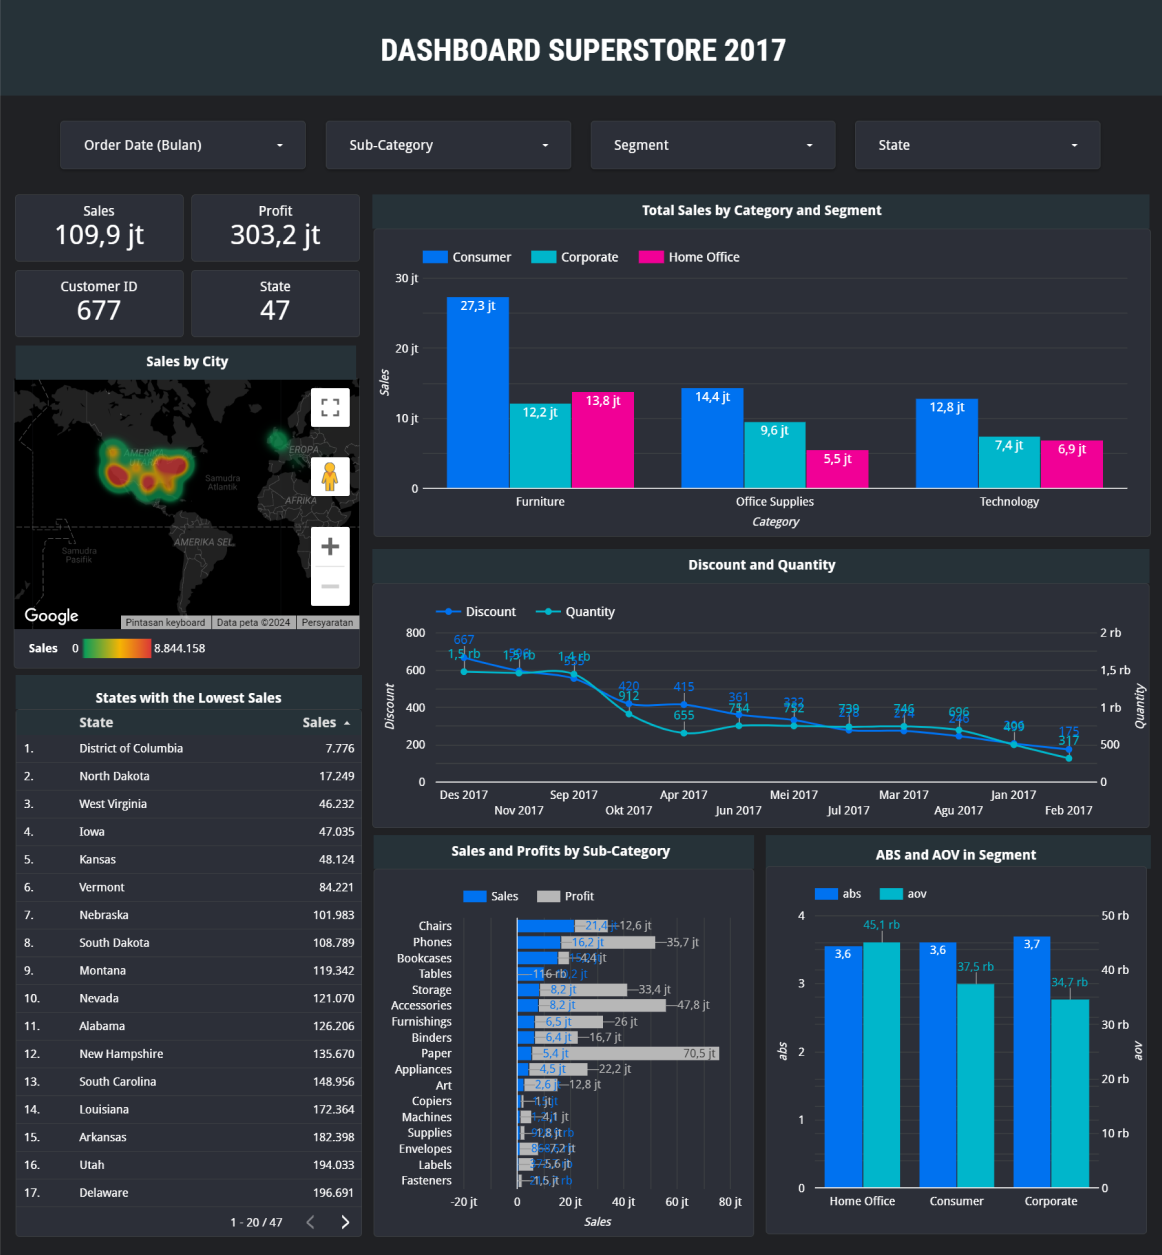 DASHBOARD SUPERSTORE 2017
Order Date (Bulan)
Sub-Category
Segment
State
Sales
109,9 jt
Profit
303,2 jt
Customer ID
677
State
47
Sales by City
AMERIKA
EROPA
Samudra
Atlantik
AFRIKA
Samudra
Pasifik
AMERIKA SEL.
Google
Pintasan keyboard
Data peta ©2024
Persyaratan
Sales 0 8.844.158
States with the Lowest Sales
State Sales
1. District of Columbia 7.776
2. North Dakota 17.249
3. West Virginia 46.232
4. Iowa 47.035
5. Kansas 48.124
6. Vermont 84.221
7. Nebraska 101.983
8. South Dakota 108.789
9. Montana 119.342
10. Nevada 121.070
11. Alabama 126.206
12. New Hampshire 135.670
13. South Carolina 148.956
14. Louisiana 172.364
15. Arkansas 182.398
16. Utah 194.033
17. Delaware 196.691
1 - 20 / 47
Total Sales by Category and Segment
Consumer Corporate Home Office
30 jt
20 jt
10 jt
0
Sales
27,3 jt 12,2 jt 13,8 jt
14,4 jt 9,6 jt 5,5 jt
12,8 jt 7,4 jt 6,9 jt
Furniture Office Supplies Technology
Category
Discount and Quantity
Discount Quantity
800 2 rb
600 1,5 rb
400 1 rb
200 500
0 0
Discount
Quantity
667
1,5 rb 1,5 rb 1,4 rb
420 415 361
912 655 754 752 739 746 696 499
175
317
Des 2017 Sep 2017 Apr 2017 Mei 2017 Mar 2017 Jan 2017
Nov 2017 Okt 2017 Jun 2017 Jul 2017 Agu 2017 Feb 2017
Sales and Profits by Sub-Category
Sales Profit
Chairs 21,4 12,6 jt
Phones 16,2 jt 35,7 jt
Bookcases 4,4 jt
Tables 116 rb
Storage 8,2 jt 33,4 jt
Accessories 8,2 jt 47,8 jt
Furnishings 6,5 jt 26 jt
Binders 6,4 jt 16,7 jt
Paper 5,4 jt 70,5 jt
Appliances 4,5 jt 22,2 jt
Art 2,6 jt 12,8 jt
Copiers 1 jt
Machines 4,1 jt
Supplies 1,8 jt
Envelopes 7,2 jt
Labels 5,6 jt
Fasteners 1,5 jt
-20 jt 0 20 jt 40 jt 60 jt 80 jt
Sales
ABS and AOV in Segment
abs aov
4 50 rb
3 40 rb
30 rb
2 20 rb
1 10 rb
0 0
abs
aov
3,6 45,1 rb
3,6 37,5 rb
3,7 34,7 rb
Home Office Consumer Corporate